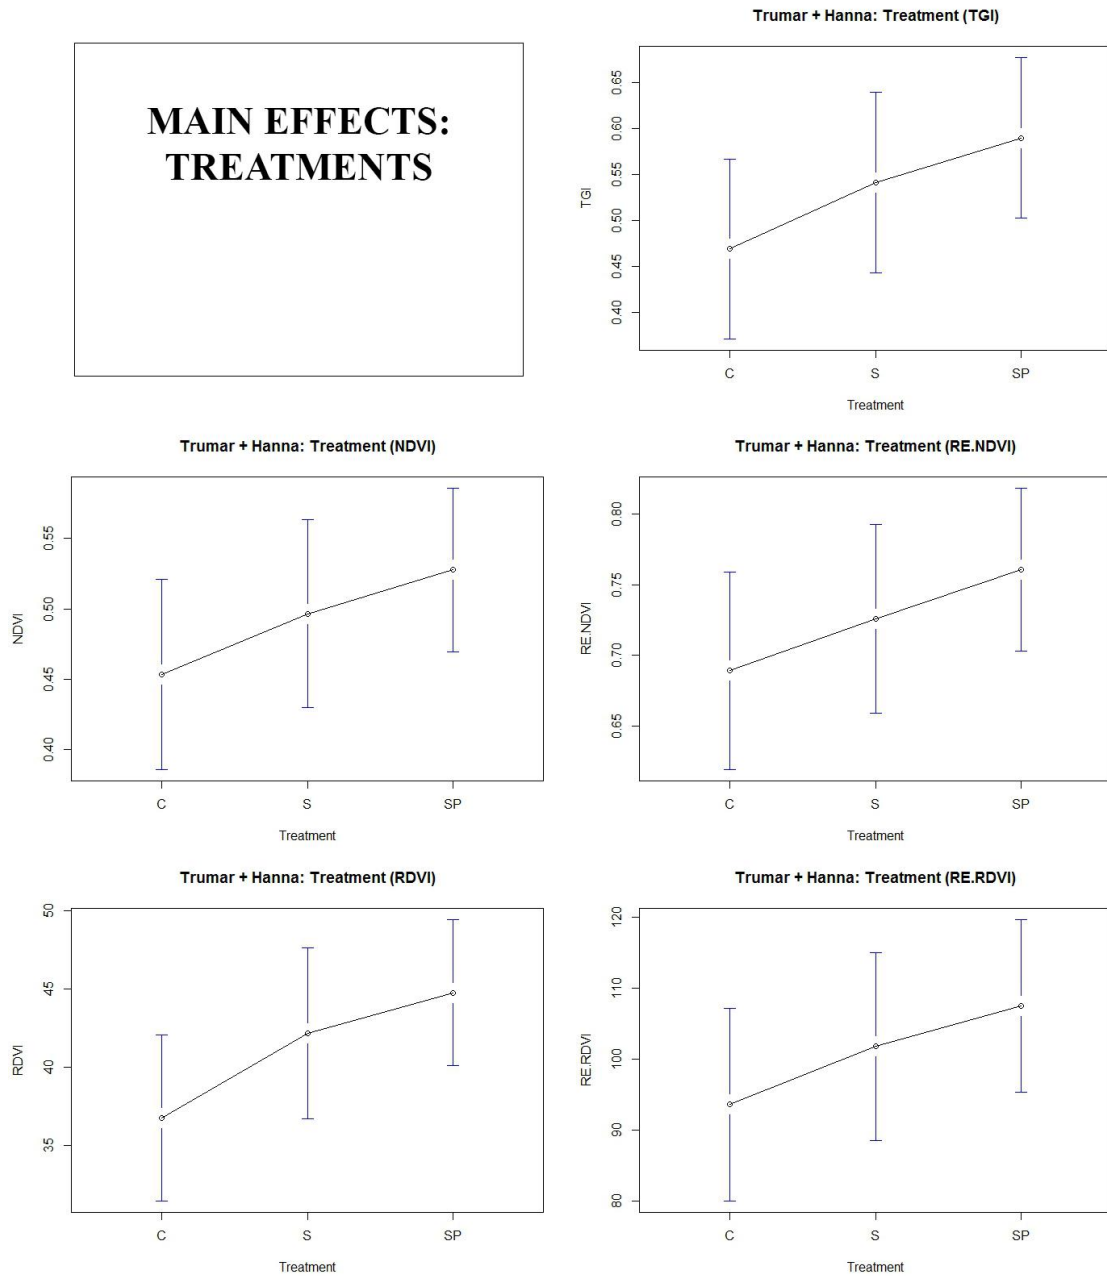 MAIN EFFECTS:
TREATMENTS
Trumar + Hanna: Treatment (TGI)
TGI
0.65
0.60
0.55
0.50
0.45
0.40
C S SP
Treatment
Trumar + Hanna: Treatment (NDVI)
NDVI
0.55
0.50
0.45
0.40
C S SP
Treatment
Trumar + Hanna: Treatment (RE.NDVI)
RE.NDVI
0.80
0.75
0.70
0.65
C S SP
Treatment
Trumar + Hanna: Treatment (RDVI)
RDVI
50
45
40
35
C S SP
Treatment
Trumar + Hanna: Treatment (RE.RDVI)
RE.RDVI
120
110
100
90
80
C S SP
Treatment